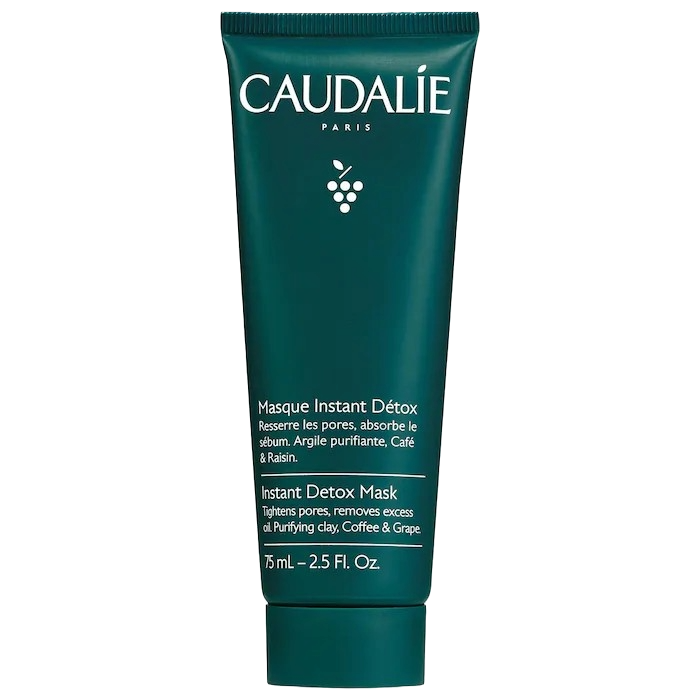 CAUDALÍE
PARIS
Masque Instant Détox
Resserre les pores, absorbe le
sébum. Argile purifiante, Café
& Raisin.
Instant Detox Mask
Tightens pores, removes excess
oil. Purifying clay, Coffee & Grape.
75 mL – 2.5 Fl. Oz.